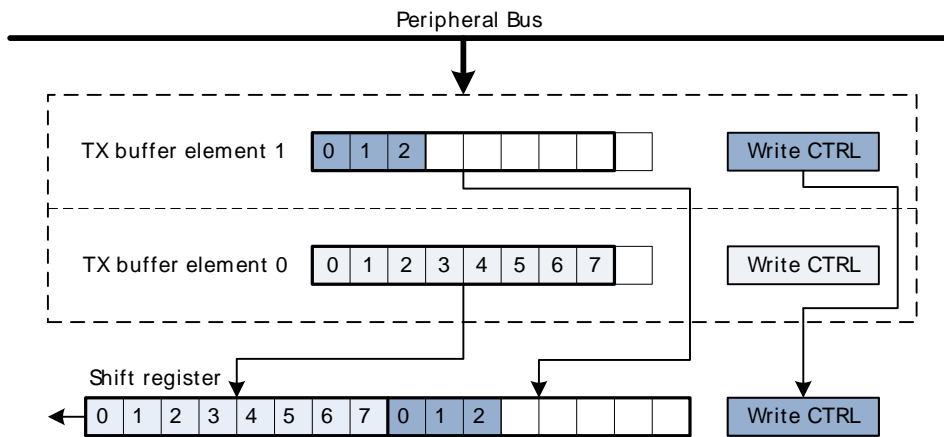 Peripheral Bus
TX buffer element 1 0 1 2 Write CTRL
TX buffer element 0 0 1 2 3 4 5 6 7 Write CTRL
Shift register
0 1 2 3 4 5 6 7 0 1 2 Write CTRL